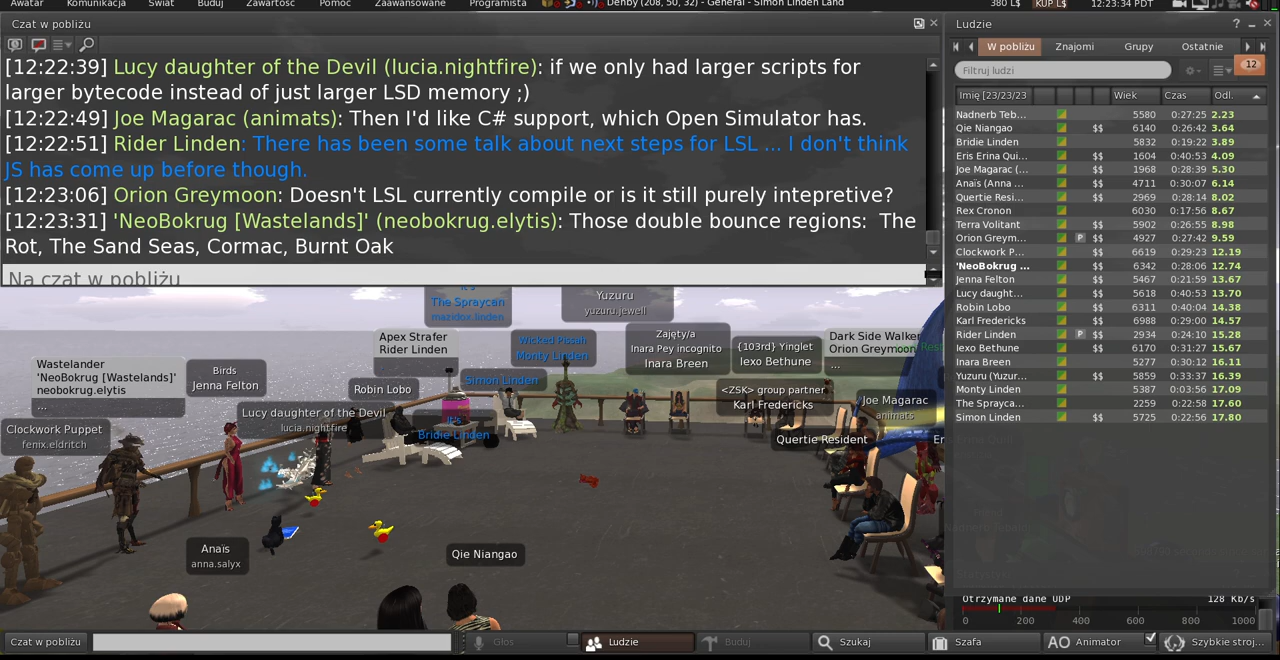 Awatar Komunikacja Świat Buduj Zawartość Pomoc Zaawansowane Programista Denby (208, 50, 32) - General - Simon Linden Land 380 L$ KUP L$ 12:23:34 PDT
Czat w pobliżu
[12:22:39] Lucy daughter of the Devil (lucia.nightfire): if we only had larger scripts for
larger bytecode instead of just larger LSD memory ;)
[12:22:49] Joe Magarac (animats): Then I'd like C# support, which Open Simulator has.
[12:22:51] Rider Linden: There has been some talk about next steps for LSL ... I don't think
JS has come up before though.
[12:23:06] Orion Greymoon: Doesn't LSL currently compile or is it still purely intepretive?
[12:23:31] 'NeoBokrug [Wastelands]' (neobokrug.elytis): Those double bounce regions: The
Rot, The Sand Seas, Cormac, Burnt Oak
Na czat w pobliżu
It's
The Spraycan
mazidox.linden
Yuzuru
yuzuru.jewell
Apex Strafer
Rider Linden
Wicked Pissah
Monty Linden
Zajęty/a
Inara Pey incognito
Inara Breen
{103rd} Yinglet
Iexo Bethune
Dark Side Walker
Orion Greymoon
...
Wastelander
'NeoBokrug [Wastelands]'
neobokrug.elytis
...
Birds
Jenna Felton
Robin Lobo
Simon Linden
<ZSK> group partner
Karl Fredericks
Joe Magarac
animats
Lucy daughter of the Devil
lucia.nightfire
It's
Bridie Linden
Clockwork Puppet
fenix.eldritch
Quertie Resident
Er
Anaïs
anna.salyx
Qie Niangao
Ludzie
? _ ×
W pobliżu Znajomi Grupy Ostatnie
Filtruj ludzi
12
Imię [23/23/23 Wiek Czas Odl.
Nadnerb Teb... 5580 0:27:25 2.23
Qie Niangao $$ 6140 0:26:42 3.64
Bridie Linden 5832 0:19:22 3.89
Eris Erina Qui... $$ 1604 0:40:53 4.09
Joe Magarac (... $$ 1968 0:28:39 5.30
Anaïs (Anna ... $$ 4711 0:30:07 6.14
Quertie Resi... $$ 2969 0:28:14 8.02
Rex Cronon 6030 0:17:56 8.67
Terra Volitant $$ 5902 0:26:55 8.98
Orion Greym... P $$ 4927 0:27:42 9.59
Clockwork P... $$ 6619 0:29:23 12.19
'NeoBokrug ... $$ 6342 0:28:06 12.74
Jenna Felton $$ 5467 0:21:59 13.67
Lucy daught... $$ 5618 0:40:53 13.70
Robin Lobo $$ 6311 0:40:04 14.38
Karl Fredericks $$ 6988 0:29:00 14.57
Rider Linden P $$ 2934 0:24:10 15.28
Iexo Bethune $$ 6170 0:31:27 15.67
Inara Breen 5277 0:30:12 16.11
Yuzuru (Yuzur... $$ 5859 0:33:37 16.39
Monty Linden 5387 0:03:56 17.09
The Sprayca... 2259 0:22:58 17.60
Simon Linden $$ 5725 0:22:56 17.80
Otrzymane dane UDP 128 Kb/s
0 200 400 600 800 1000
Czat w pobliżu Głos Ludzie Buduj Szukaj Szafa AO Animator Szybkie stroj...